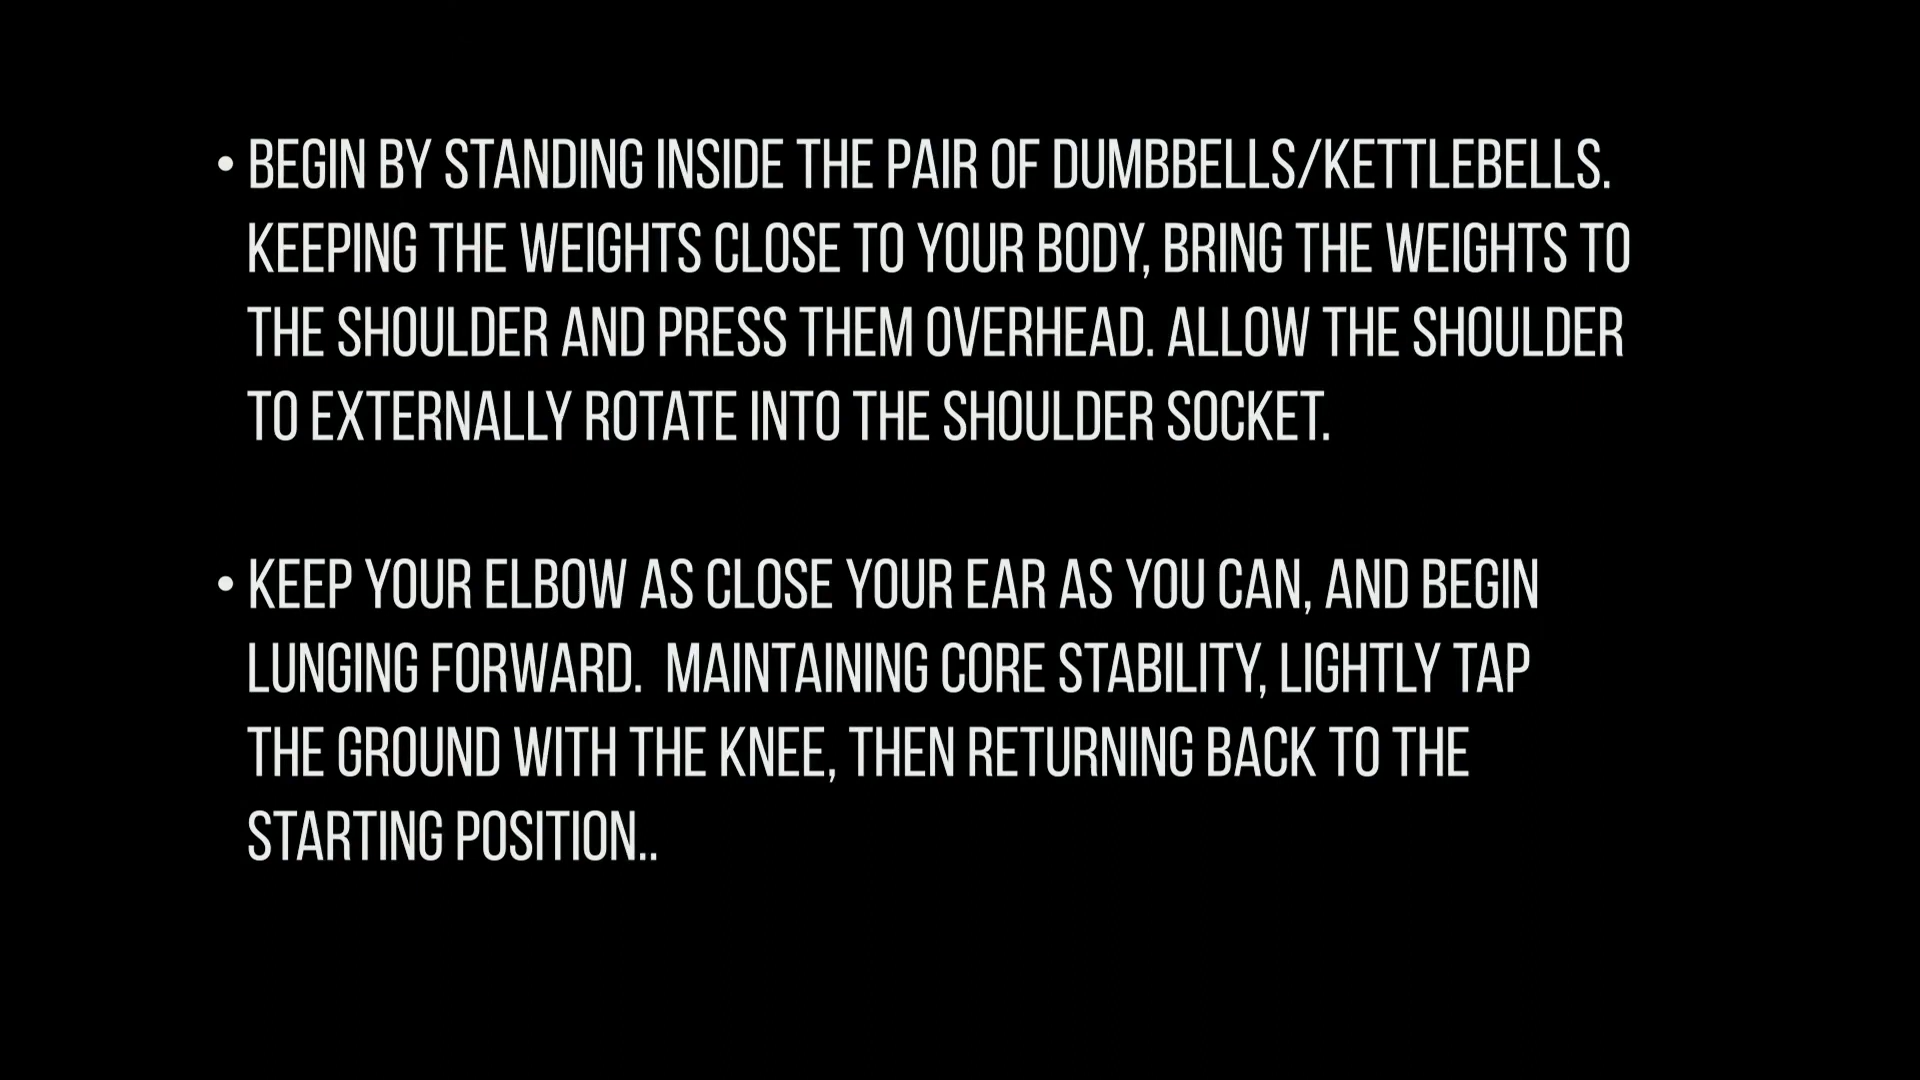 • BEGIN BY STANDING INSIDE THE PAIR OF DUMBBELLS/KETTLEBELLS.
KEEPING THE WEIGHTS CLOSE TO YOUR BODY, BRING THE WEIGHTS TO
THE SHOULDER AND PRESS THEM OVERHEAD. ALLOW THE SHOULDER
TO EXTERNALLY ROTATE INTO THE SHOULDER SOCKET.
• KEEP YOUR ELBOW AS CLOSE YOUR EAR AS YOU CAN, AND BEGIN
LUNGING FORWARD.  MAINTAINING CORE STABILITY, LIGHTLY TAP
THE GROUND WITH THE KNEE, THEN RETURNING BACK TO THE
STARTING POSITION..